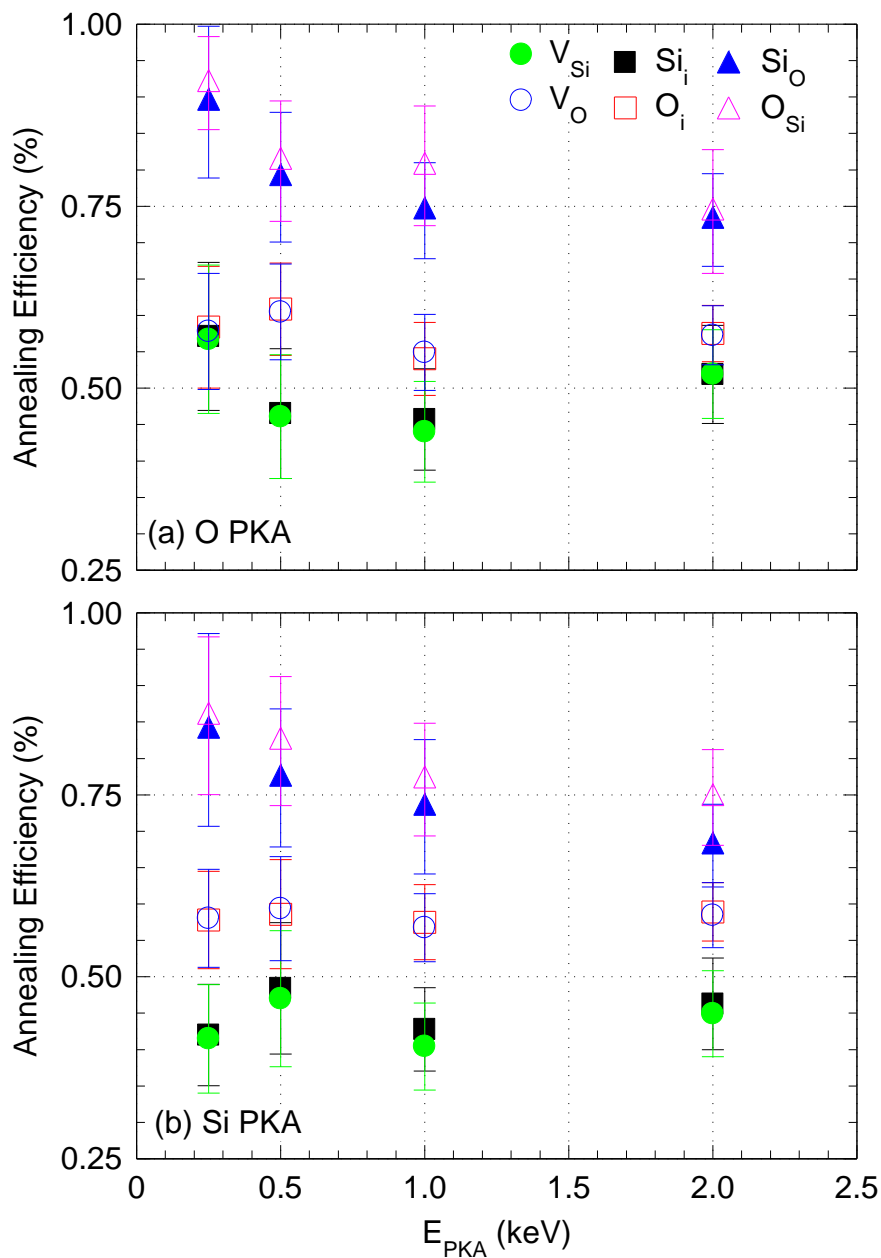 1.00
V_Si Si_i Si_O
V_O O_i O_Si
0.75
Annealing Efficiency (%)
0.50
(a) O PKA
0.25
1.00
0.75
Annealing Efficiency (%)
0.50
(b) Si PKA
0.25
0 0.5 1.0 1.5 2.0 2.5
E_PKA (keV)